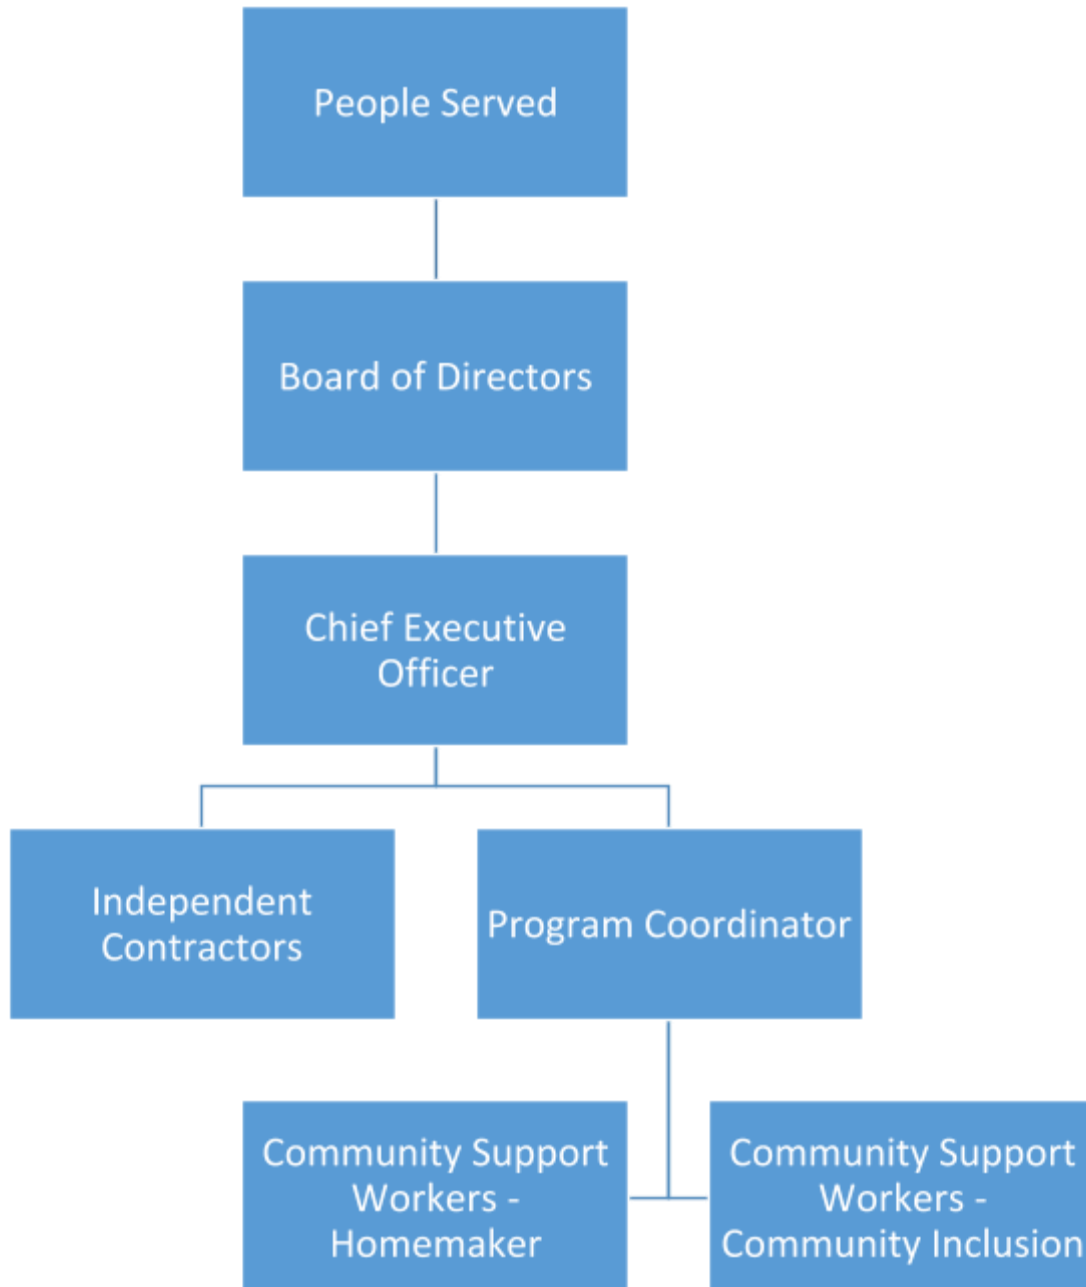 People Served
Board of Directors
Chief Executive
Officer
Independent
Contractors
Program Coordinator
Community Support
Workers -
Homemaker
Community Support
Workers -
Community Inclusion